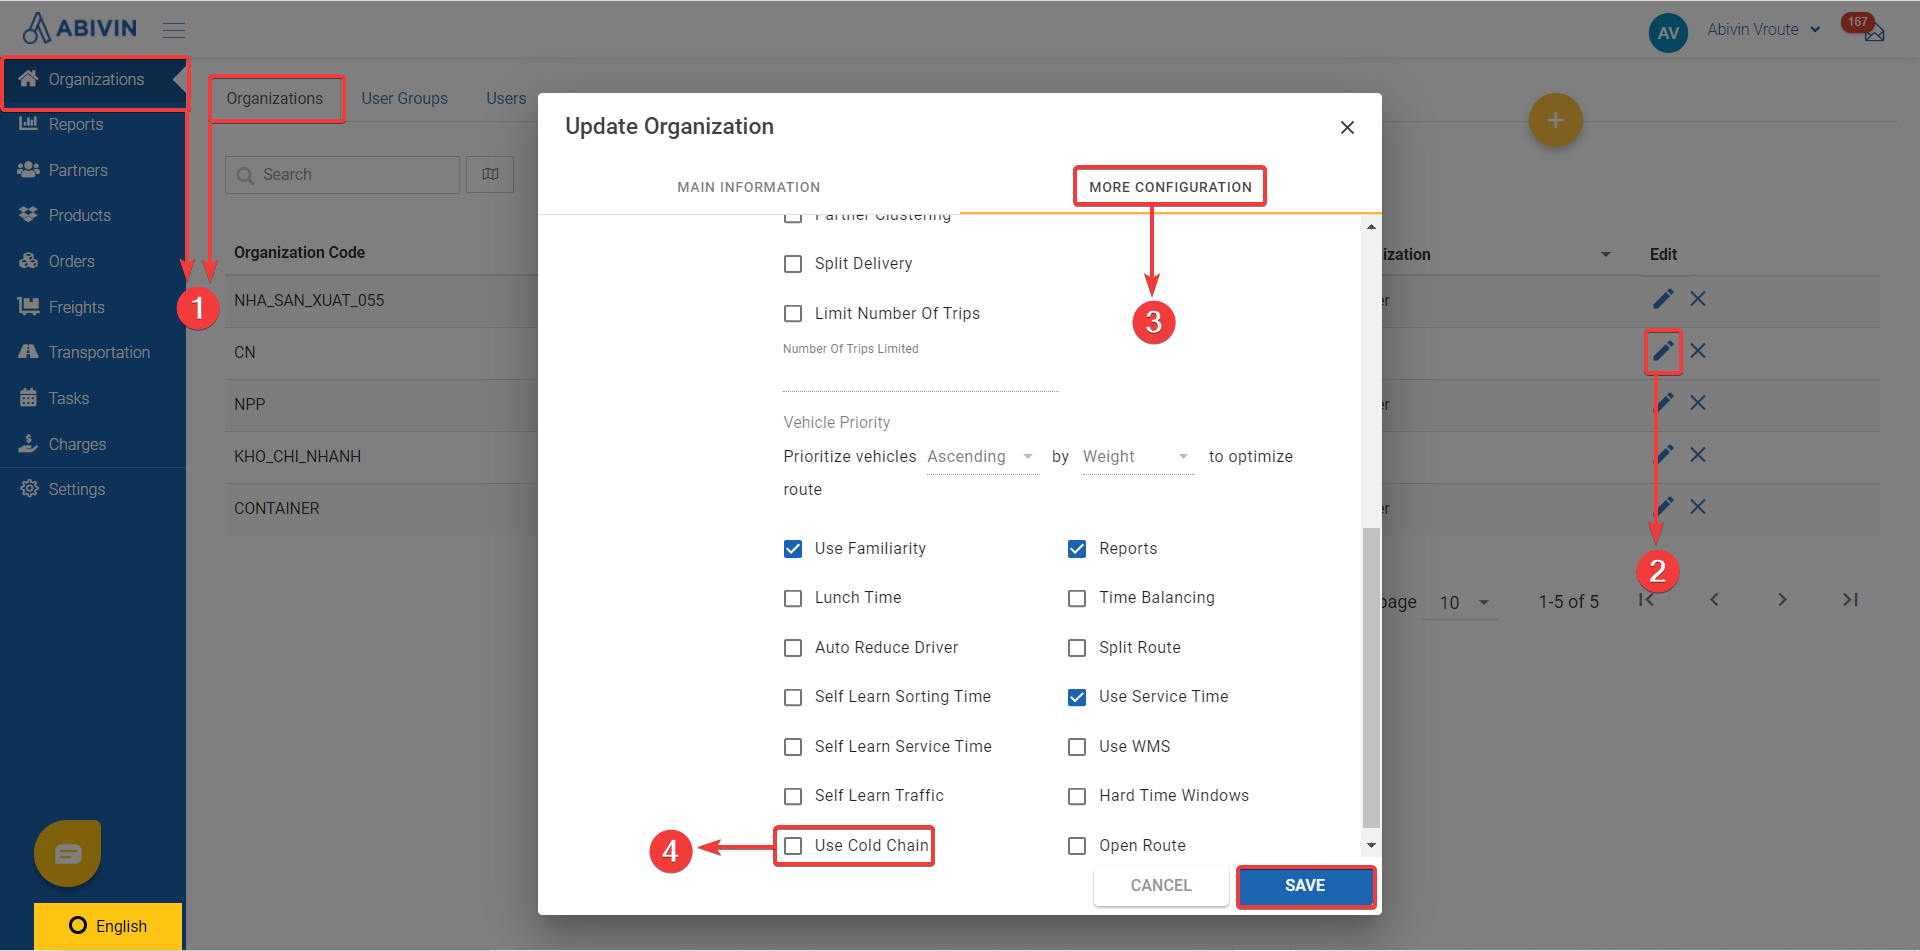 ABIVIN
AV
Abivin Vroute
167
Organizations
Reports
Partners
Products
Orders
Freights
Transportation
Tasks
Charges
Settings
English
Organizations
User Groups
Users
Search
Organization Code
ization
Edit
NHA_SAN_XUAT_055
er
CN
NPP
er
KHO_CHI_NHANH
CONTAINER
er
page
10
1-5 of 5
1
2
Update Organization
MAIN INFORMATION
MORE CONFIGURATION
3
Partner Clustering
Split Delivery
Limit Number Of Trips
Number Of Trips Limited
Vehicle Priority
Prioritize vehicles Ascending by Weight to optimize
route
Use Familiarity
Reports
Lunch Time
Time Balancing
Auto Reduce Driver
Split Route
Self Learn Sorting Time
Use Service Time
Self Learn Service Time
Use WMS
Self Learn Traffic
Hard Time Windows
4
Use Cold Chain
Open Route
CANCEL
SAVE